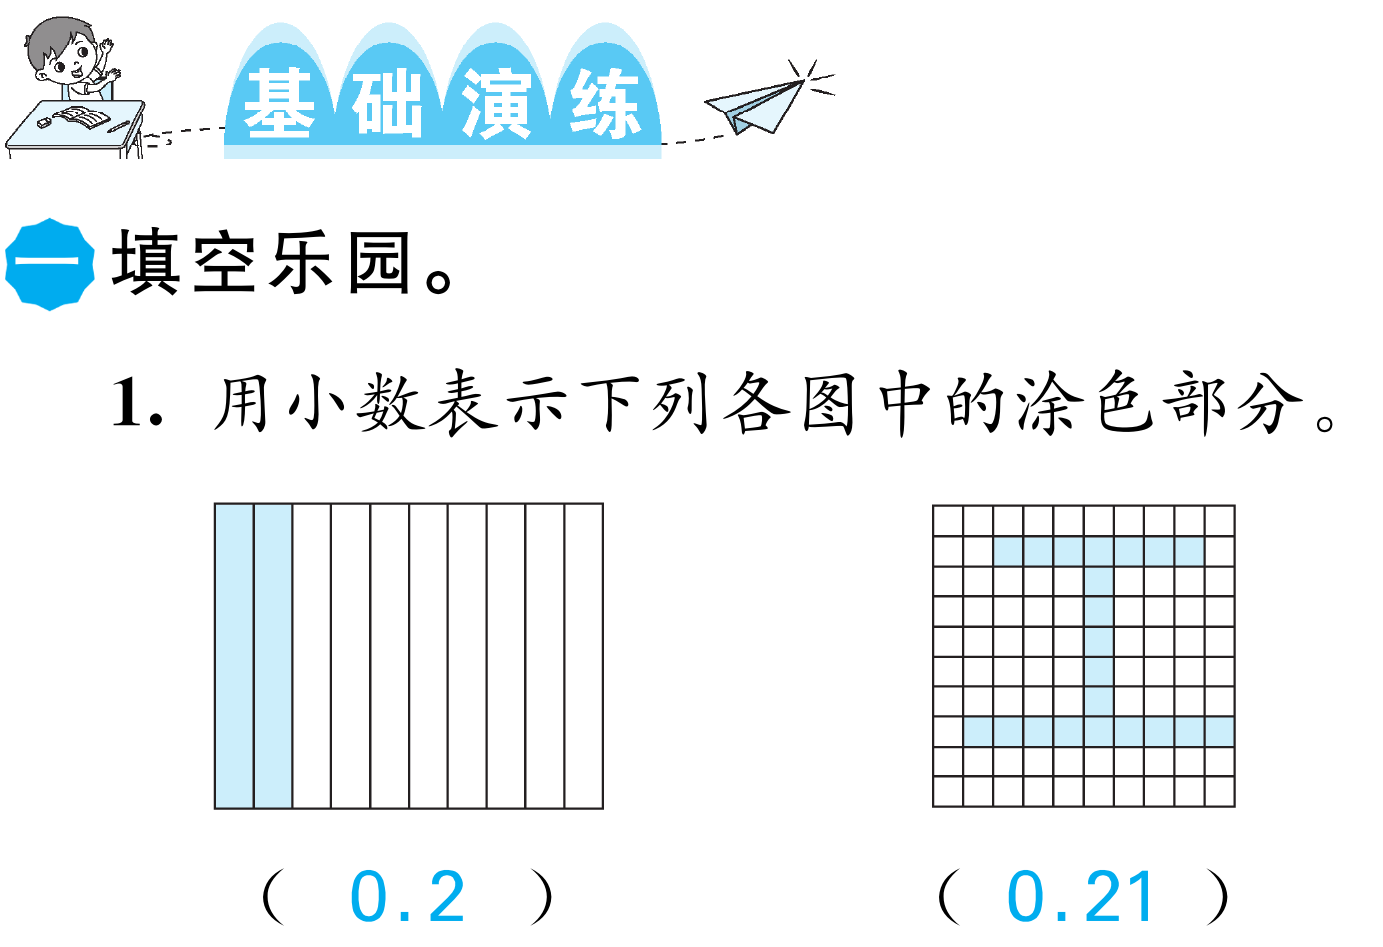 基础演练
一 填空乐园。
1. 用小数表示下列各图中的涂色部分。
( 0.2 ) ( 0.21 )